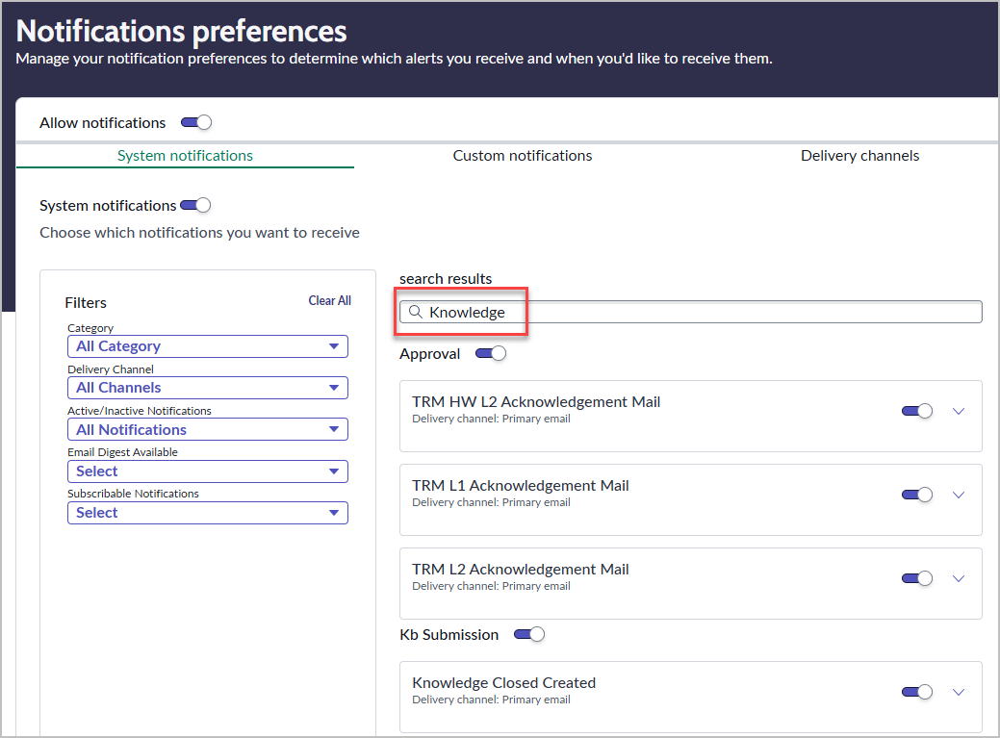 Notifications preferences
Manage your notification preferences to determine which alerts you receive and when you'd like to receive them.
Allow notifications
System notifications
Custom notifications
Delivery channels
System notifications
Choose which notifications you want to receive
Filters
Clear All
Category
All Category
Delivery Channel
All Channels
Active/Inactive Notifications
All Notifications
Email Digest Available
Select
Subscribable Notifications
Select
search results
Knowledge
Approval
TRM HW L2 Acknowledgement Mail
Delivery channel: Primary email
TRM L1 Acknowledgement Mail
Delivery channel: Primary email
TRM L2 Acknowledgement Mail
Delivery channel: Primary email
Kb Submission
Knowledge Closed Created
Delivery channel: Primary email